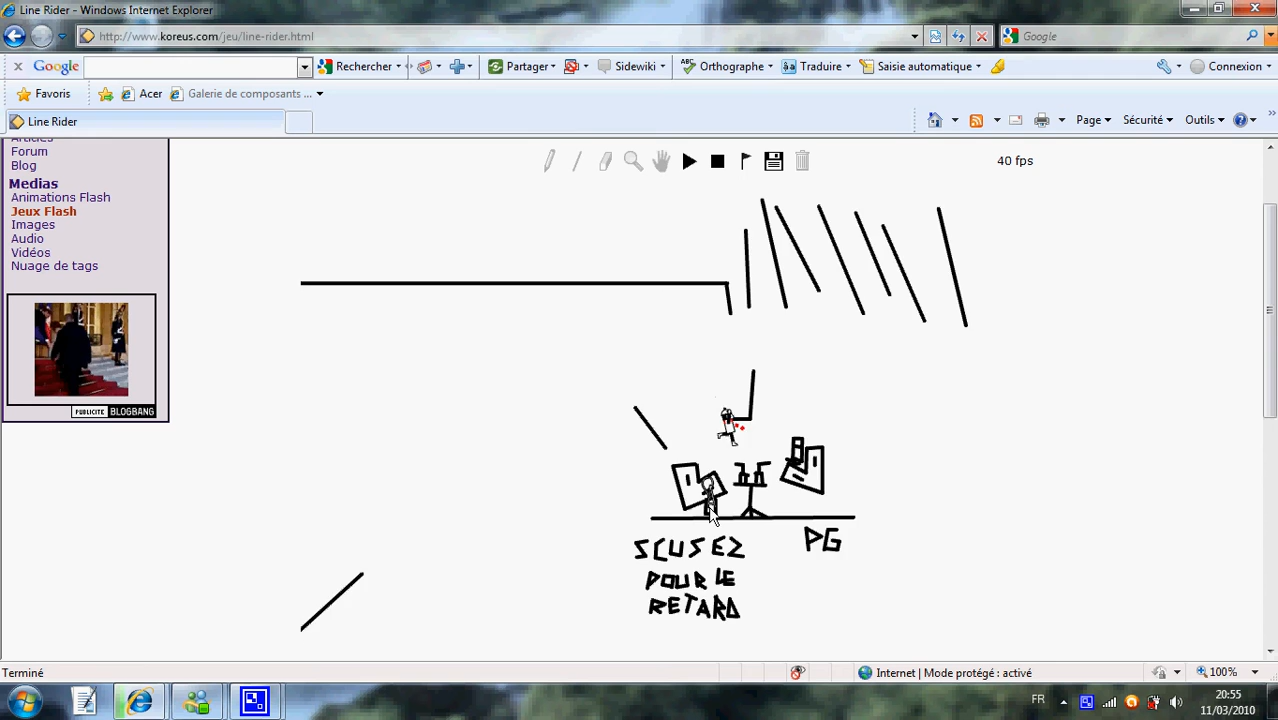 Line Rider - Windows Internet Explorer
http://www.koreus.com/jeu/line-rider.html
Google
Google
Rechercher
Partager
Sidewiki
ABC
Orthographe
Traduire
Saisie automatique
Connexion
Favoris
Acer
Galerie de composants ...
Line Rider
Page
Sécurité
Outils
Articles
Forum
Blog
Medias
Animations Flash
Jeux Flash
Images
Audio
Vidéos
Nuage de tags
PUBLICITE BLOGBANG
40 fps
SCUSEZ
POUR LE
RETARD
PG
Terminé
Internet | Mode protégé : activé
100%
FR
20:55
11/03/2010